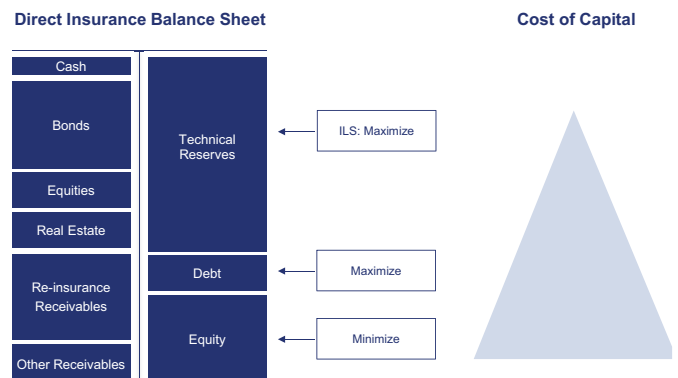 Direct Insurance Balance Sheet
Cost of Capital
Cash
Bonds
Equities
Real Estate
Re-insurance
Receivables
Other Receivables
Technical
Reserves
Debt
Equity
ILS: Maximize
Maximize
Minimize